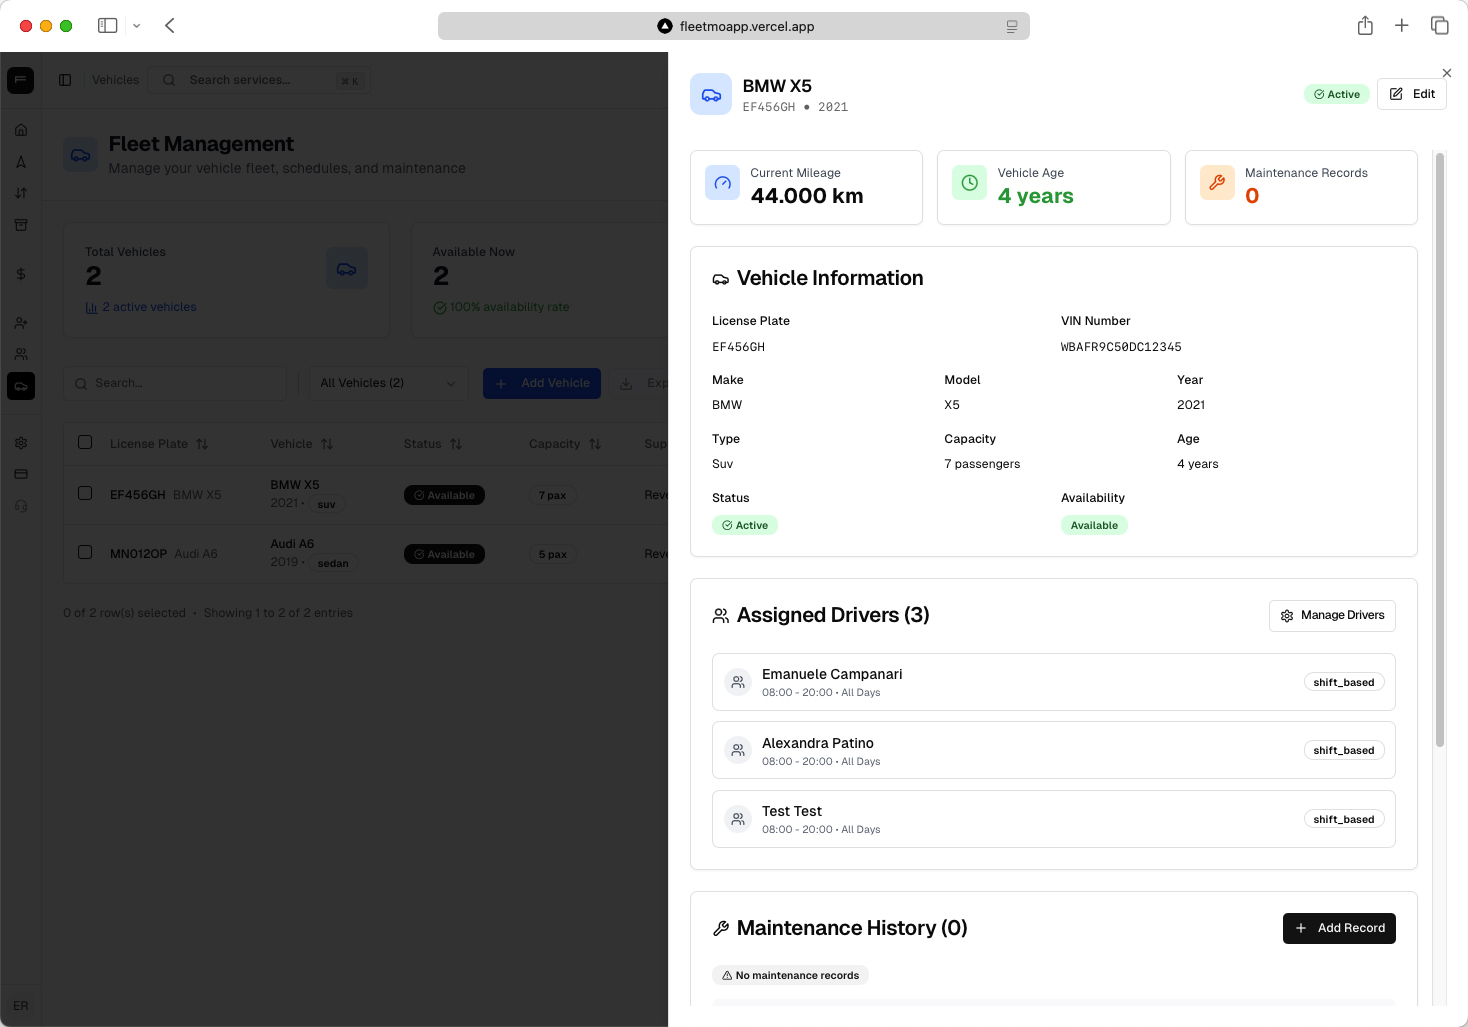 fleetmoapp.vercel.app
Vehicles
Search services...
⌘ K
Fleet Management
Manage your vehicle fleet, schedules, and maintenance
Total Vehicles
2
2 active vehicles
Available Now
2
100% availability rate
Search...
All Vehicles (2)
Add Vehicle
Exp
License Plate
Vehicle
Status
Capacity
Sup
EF456GH BMW X5
BMW X5
2021 • suv
Available
7 pax
Reve
MN012OP Audi A6
Audi A6
2019 • sedan
Available
5 pax
Reve
0 of 2 row(s) selected • Showing 1 to 2 of 2 entries
ER
BMW X5
EF456GH • 2021
Active
Edit
Current Mileage
44.000 km
Vehicle Age
4 years
Maintenance Records
0
Vehicle Information
License Plate
EF456GH
VIN Number
WBAFR9C50DC12345
Make
BMW
Model
X5
Year
2021
Type
Suv
Capacity
7 passengers
Age
4 years
Status
Active
Availability
Available
Assigned Drivers (3)
Manage Drivers
Emanuele Campanari
08:00 - 20:00 • All Days
shift_based
Alexandra Patino
08:00 - 20:00 • All Days
shift_based
Test Test
08:00 - 20:00 • All Days
shift_based
Maintenance History (0)
Add Record
No maintenance records